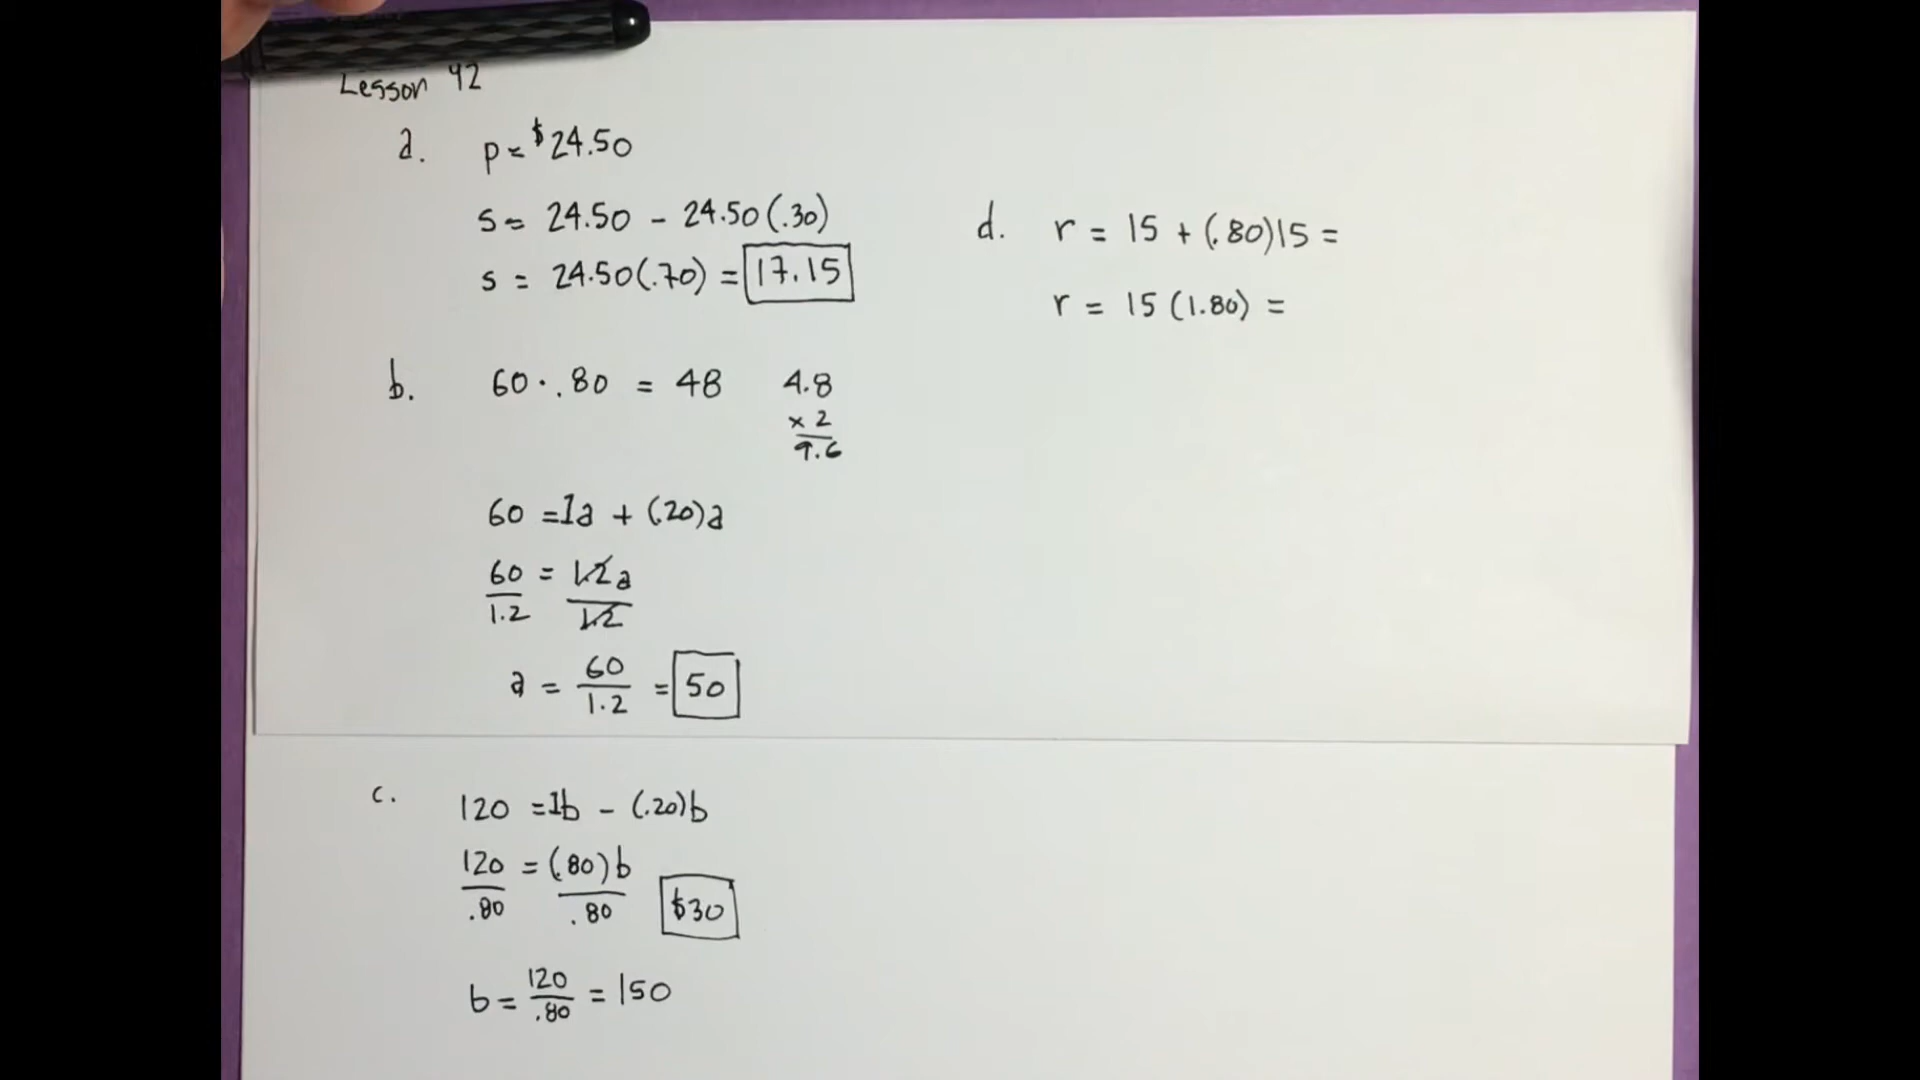 Lesson 92
a. p = $24.50
s = 24.50 - 24.50(.30)
s = 24.50(.70) = 17.15
b. 60 · .80 = 48
4.8
x 2
9.6
60 = 1a + (.20)a
60 = 1.2a
1.2 1.2
a = 60/1.2 = 50
c. 120 = 1b - (.20)b
120 = (.80)b
.80 .80
$30
b = 120/.80 = 150
d. r = 15 + (.80)15 =
r = 15(1.80) =